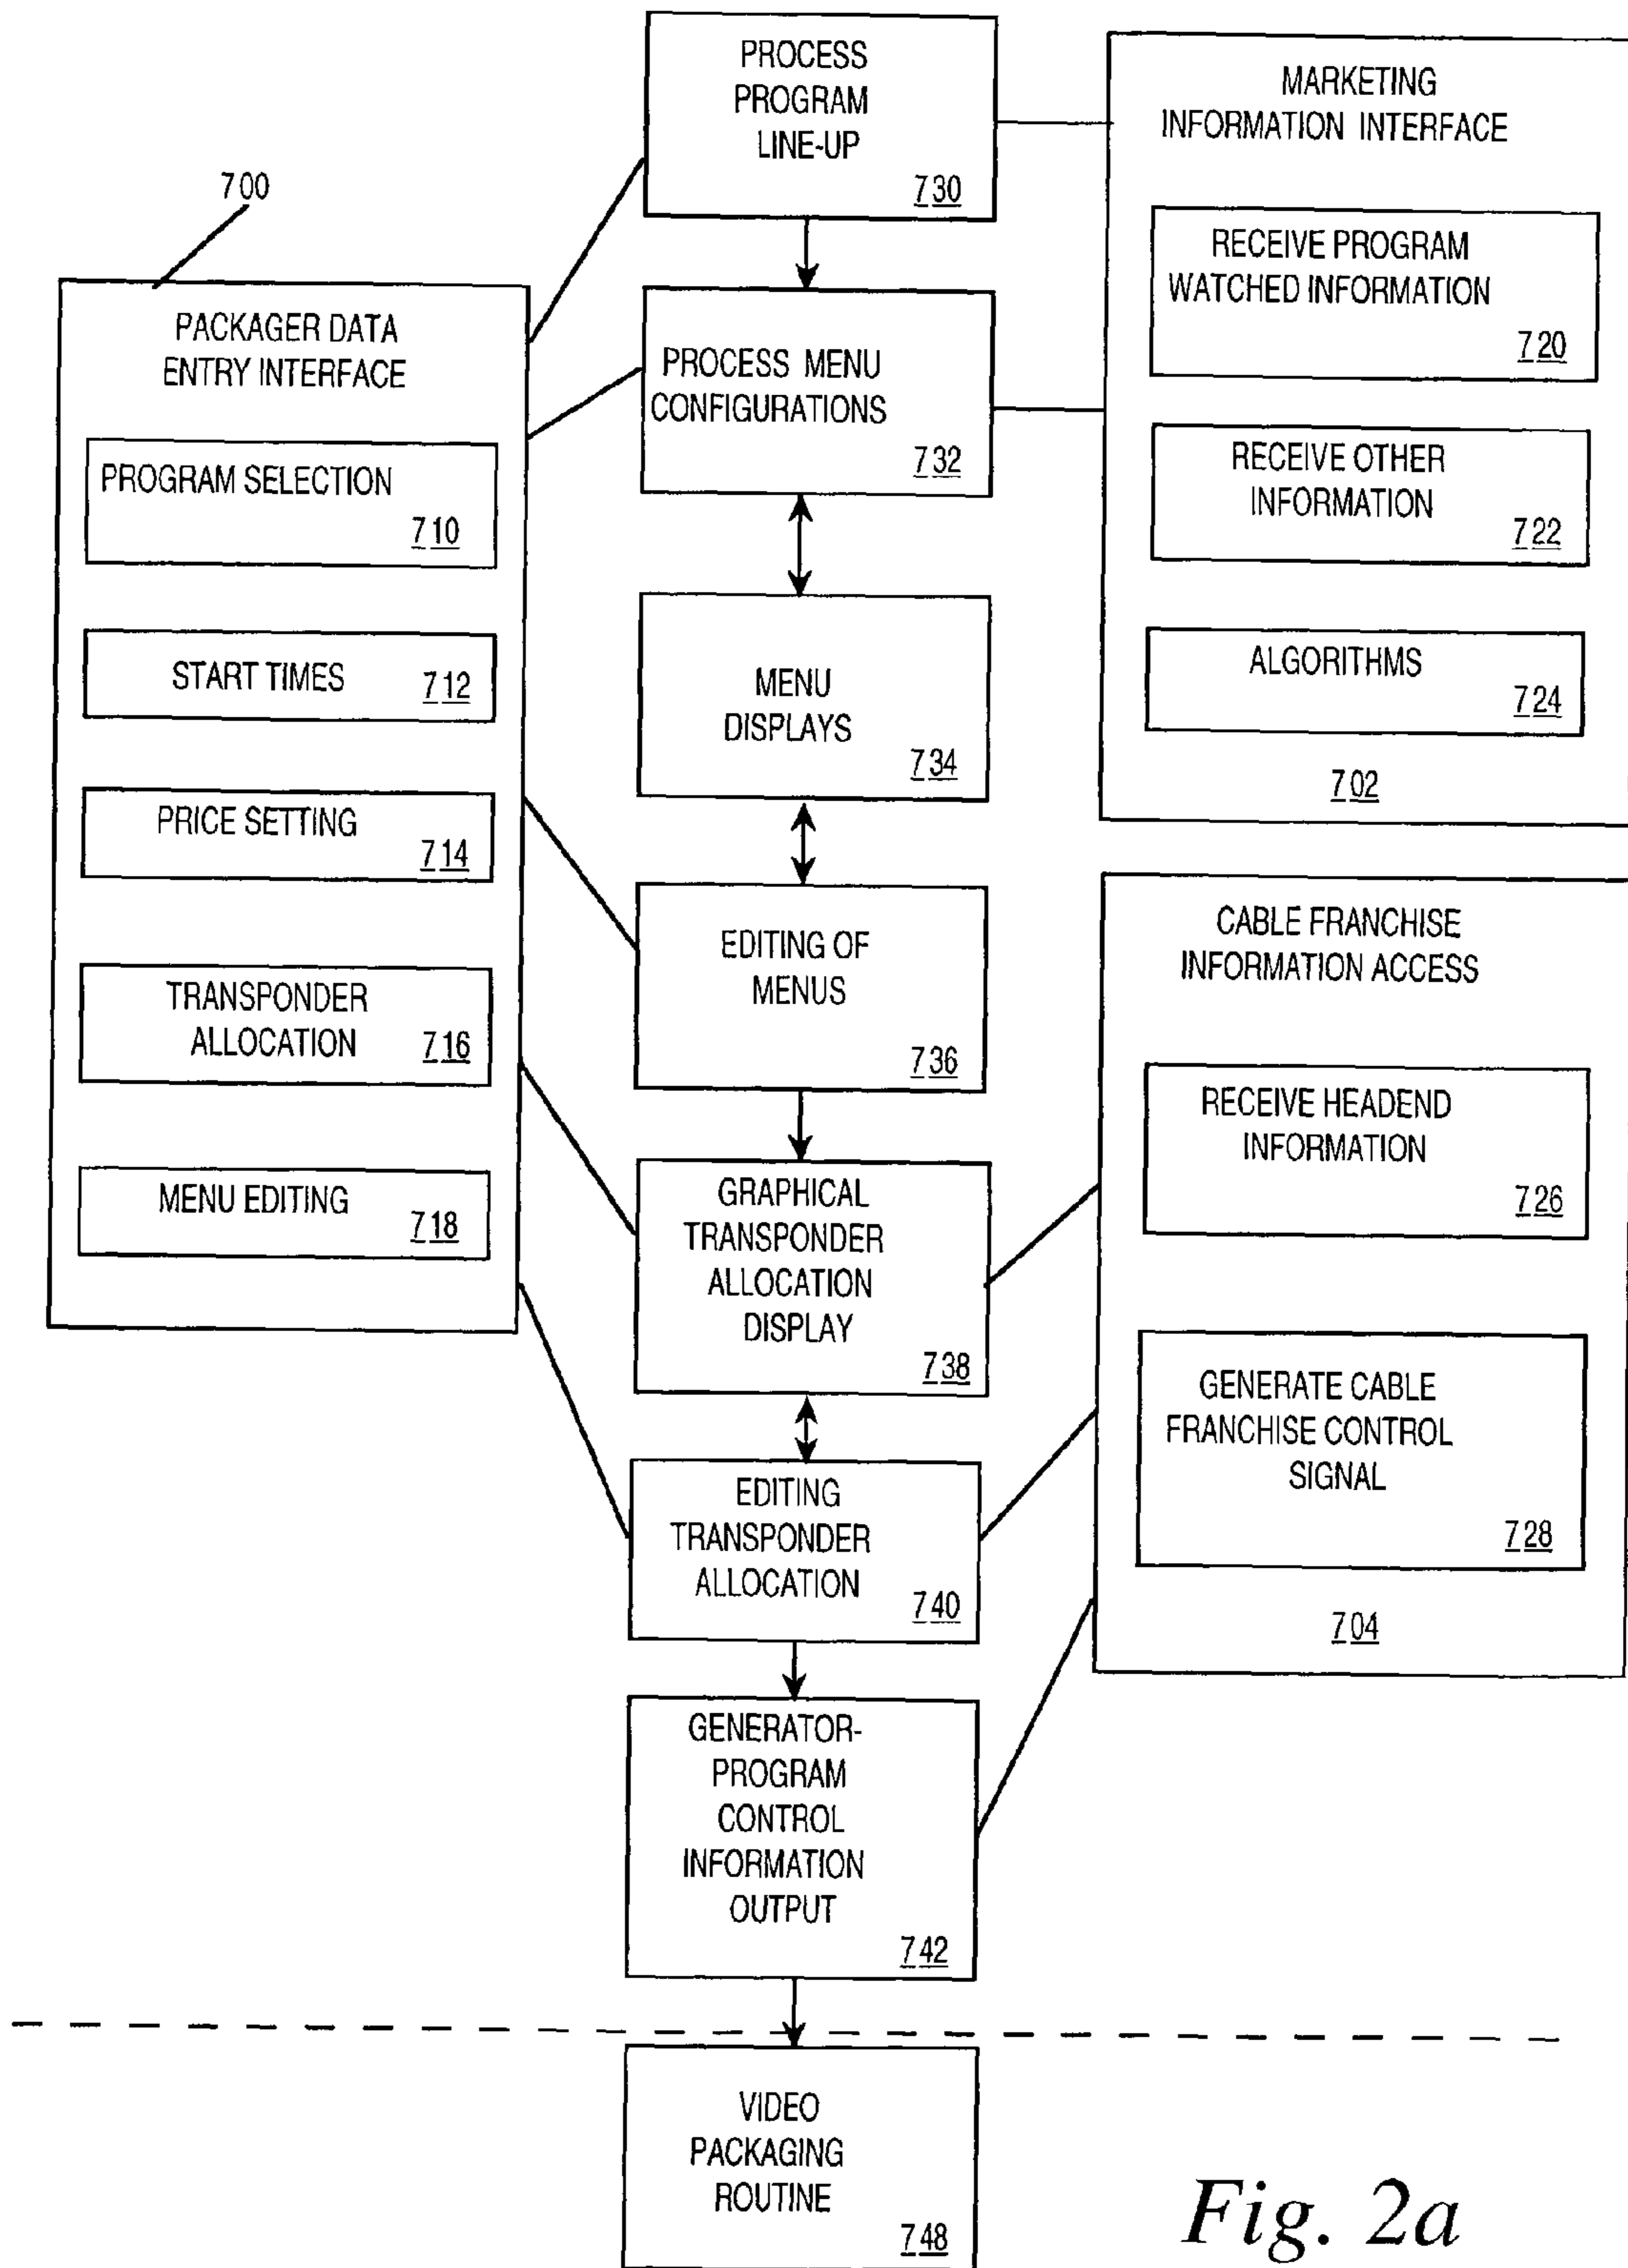 PROCESS
PROGRAM
LINE-UP
730
MARKETING
INFORMATION INTERFACE
RECEIVE PROGRAM
WATCHED INFORMATION
720
RECEIVE OTHER
INFORMATION
722
ALGORITHMS
724
702
700
PACKAGER DATA
ENTRY INTERFACE
PROGRAM SELECTION
710
START TIMES
712
PRICE SETTING
714
TRANSPONDER
ALLOCATION
716
MENU EDITING
718
PROCESS MENU
CONFIGURATIONS
732
MENU
DISPLAYS
734
EDITING OF
MENUS
736
GRAPHICAL
TRANSPONDER
ALLOCATION
DISPLAY
738
EDITING
TRANSPONDER
ALLOCATION
740
CABLE FRANCHISE
INFORMATION ACCESS
RECEIVE HEADEND
INFORMATION
726
GENERATE CABLE
FRANCHISE CONTROL
SIGNAL
728
704
GENERATOR-
PROGRAM
CONTROL
INFORMATION
OUTPUT
742
VIDEO
PACKAGING
ROUTINE
748
Fig. 2a